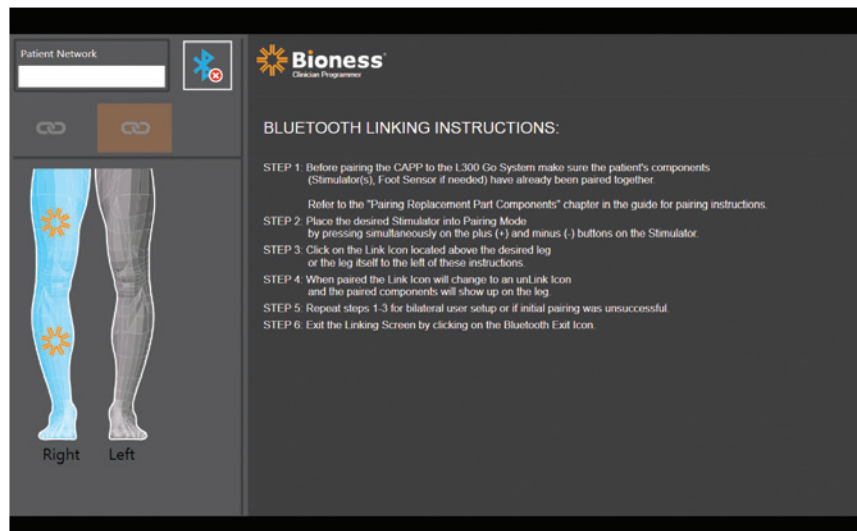 Patient Network
Bioness
Clinician Programmer
BLUETOOTH LINKING INSTRUCTIONS:
STEP 1: Before pairing the CAPP to the L300 Go System make sure the patient's components
(Stimulator(s), Foot Sensor if needed) have already been paired together.
Refer to the "Pairing Replacement Part Components" chapter in the guide for pairing instructions.
STEP 2: Place the desired Stimulator into Pairing Mode
by pressing simultaneously on the plus (+) and minus (-) buttons on the Stimulator.
STEP 3: Click on the Link Icon located above the desired leg
or the leg itself to the left of these instructions.
STEP 4: When paired the Link Icon will change to an unLink Icon
and the paired components will show up on the leg.
STEP 5: Repeat steps 1-3 for bilateral user setup or if initial pairing was unsuccessful.
STEP 6: Exit the Linking Screen by clicking on the Bluetooth Exit Icon.
Right Left